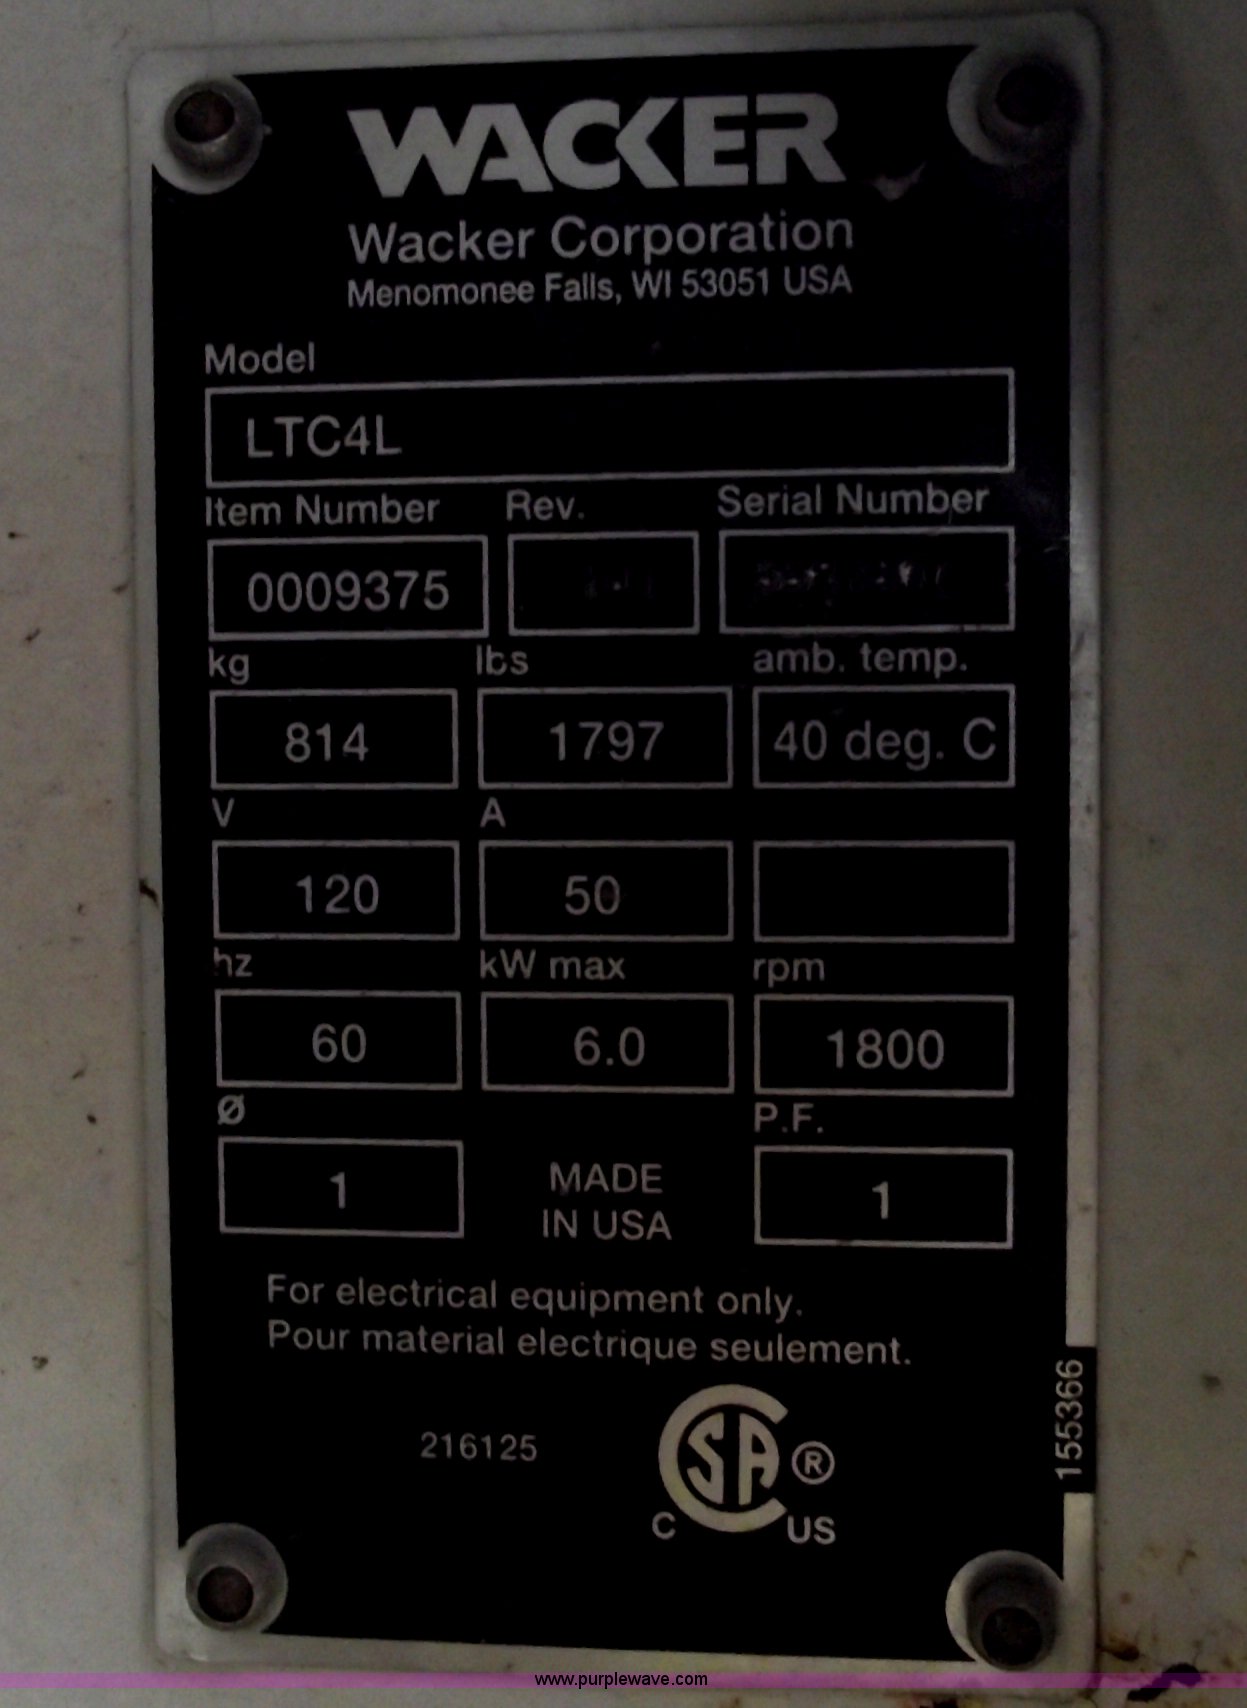 WACKER
Wacker Corporation
Menomonee Falls, WI 53051 USA
Model
LTC4L
Item Number Rev. Serial Number
0009375
kg lbs amb. temp.
814 1797 40 deg. C
V A
120 50
hz kW max rpm
60 6.0 1800
Ø P.F.
1 MADE IN USA 1
For electrical equipment only.
Pour material electrique seulement.
216125
CSA ®
C US
155366
www.purplewave.com